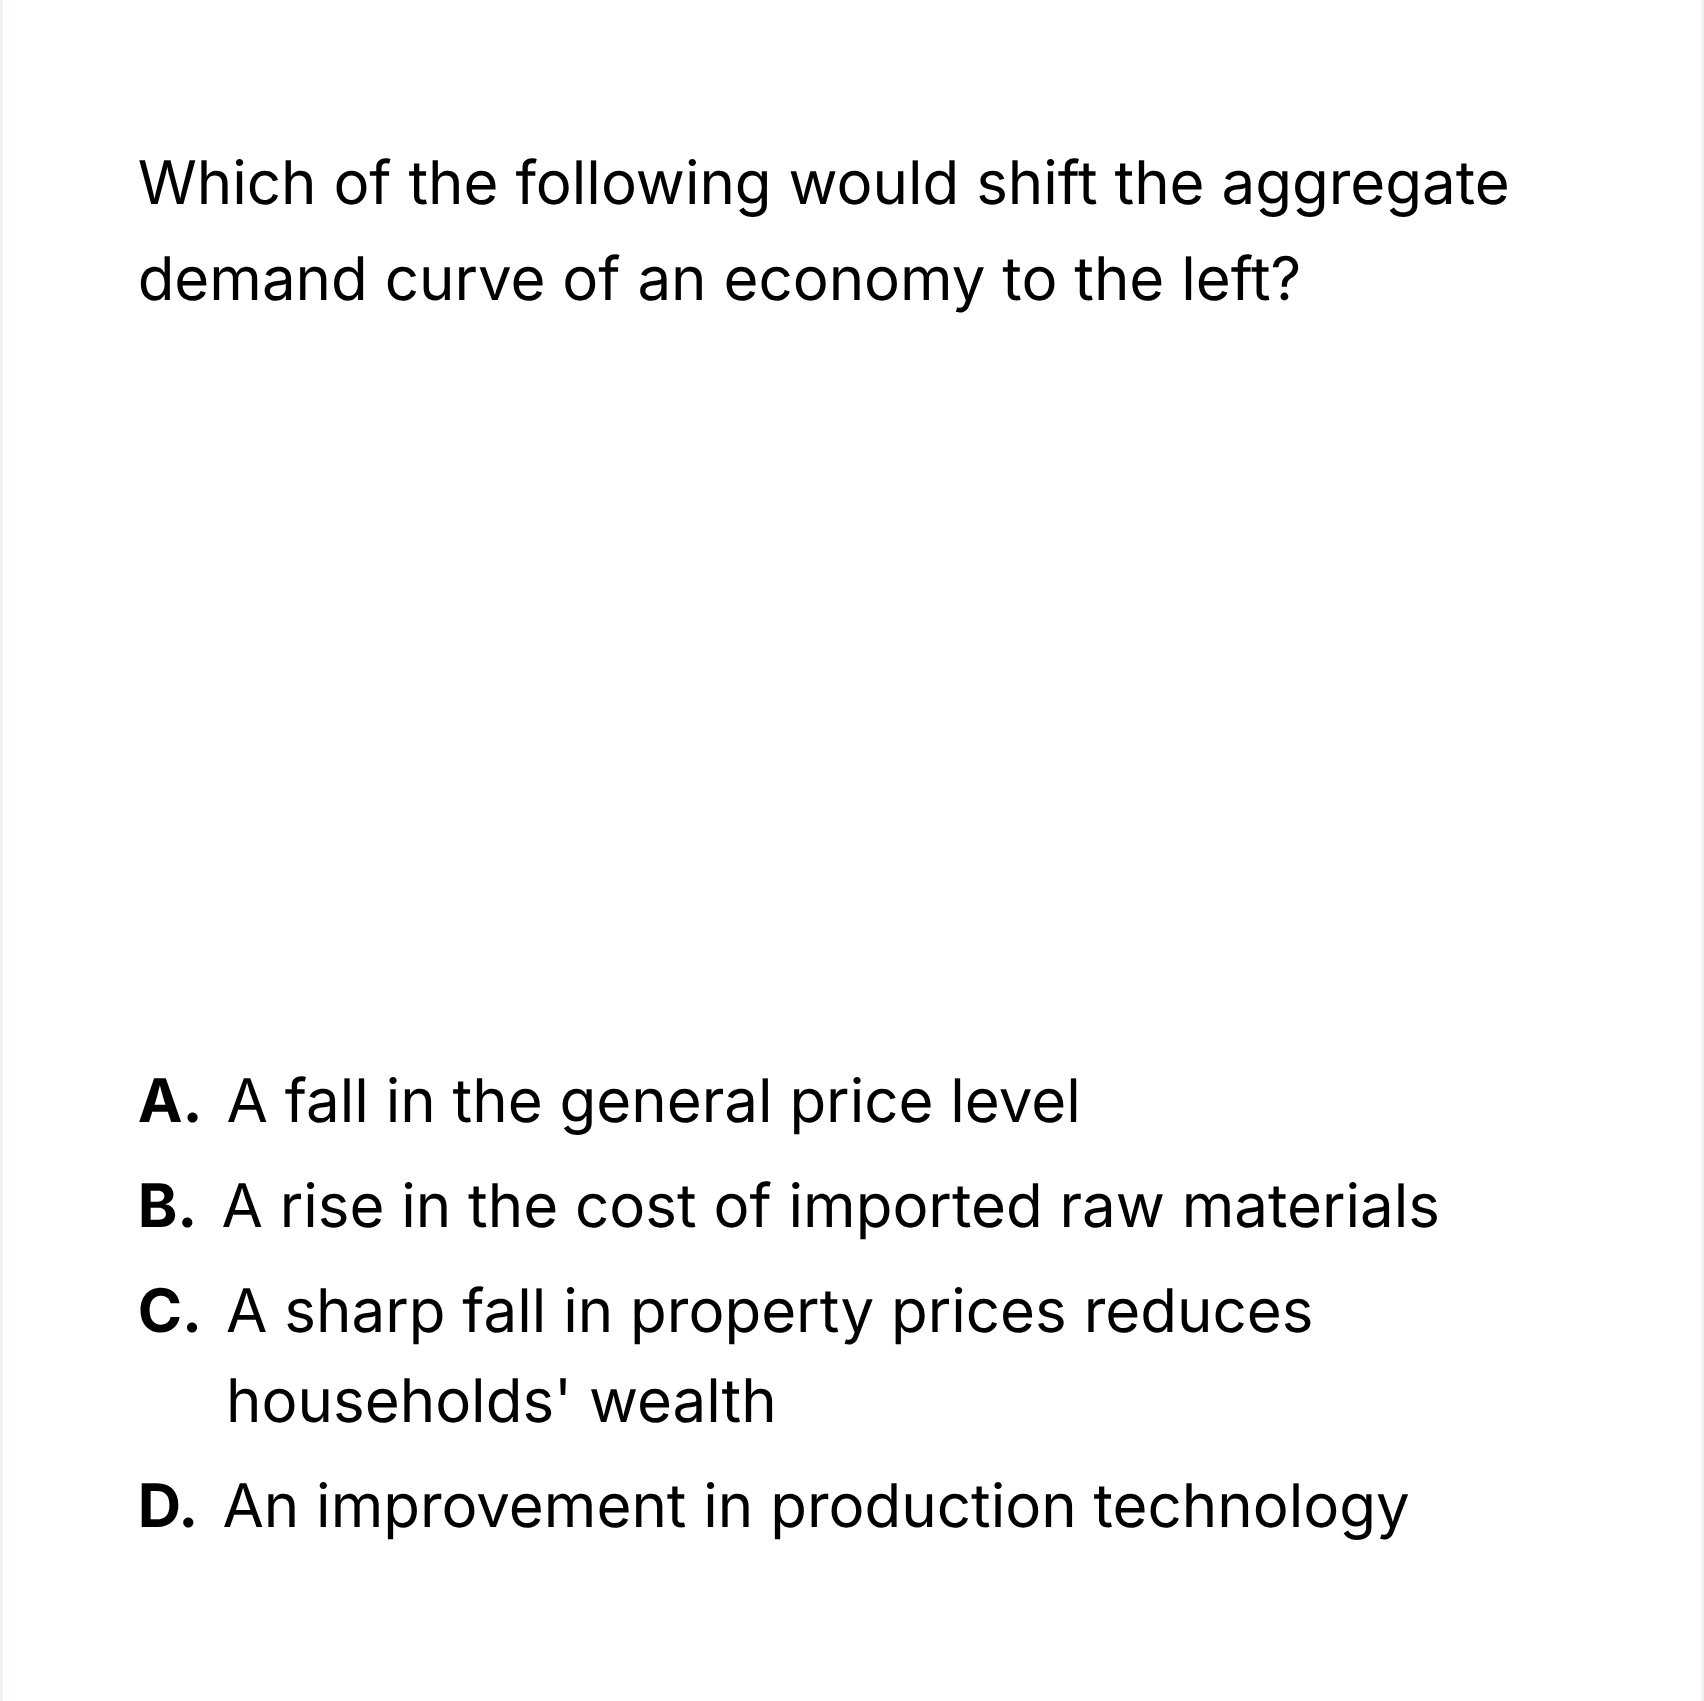 Which of the following would shift the aggregate
demand curve of an economy to the left?
A. A fall in the general price level
B. A rise in the cost of imported raw materials
C. A sharp fall in property prices reduces
households' wealth
D. An improvement in production technology